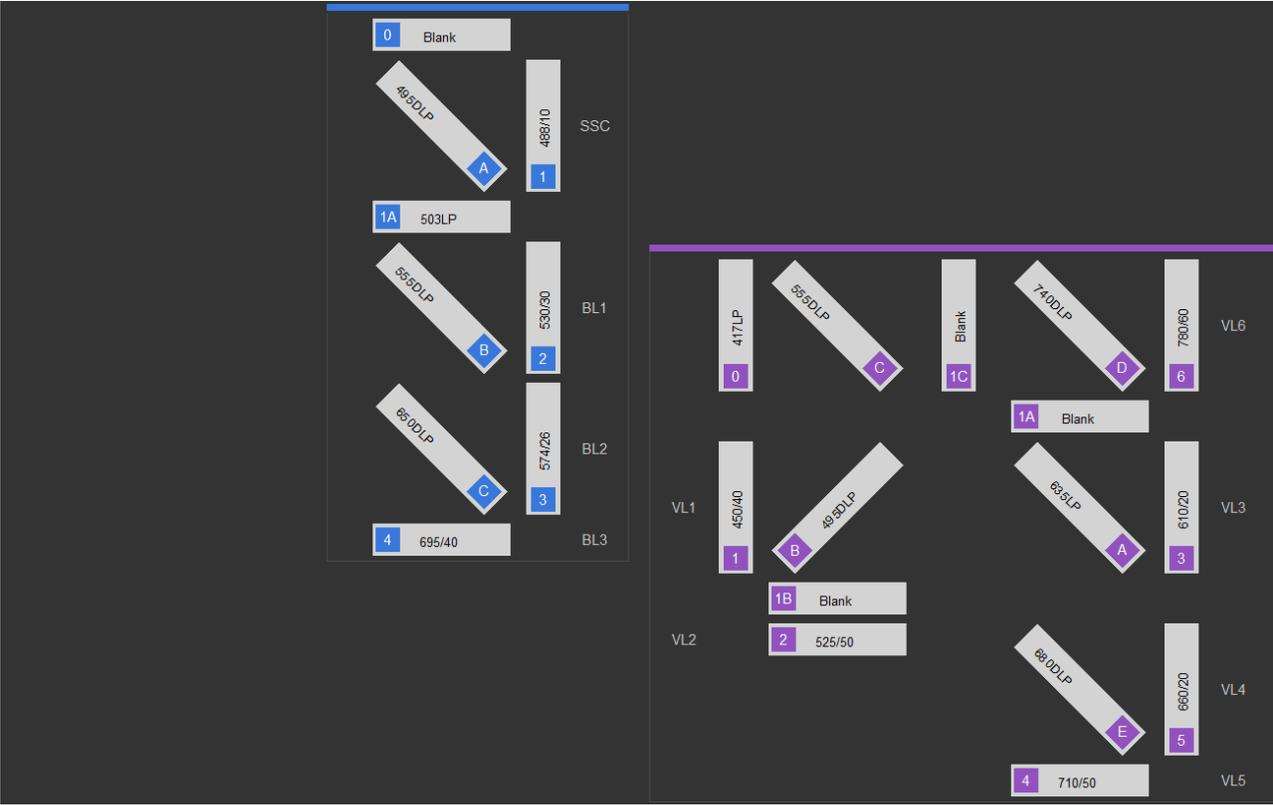 0 Blank
495DLP A
488/10 1
SSC
1A 503LP
555DLP B
530/30 2
BL1
650DLP C
574/26 3
BL2
4 695/40
BL3
417LP 0
555DLP C
Blank 1C
740DLP D
780/60 6
VL6
1A Blank
VL1
450/40 1
495DLP B
635LP A
610/20 3
VL3
1B Blank
VL2
2 525/50
680DLP E
660/20 5
VL4
4 710/50
VL5